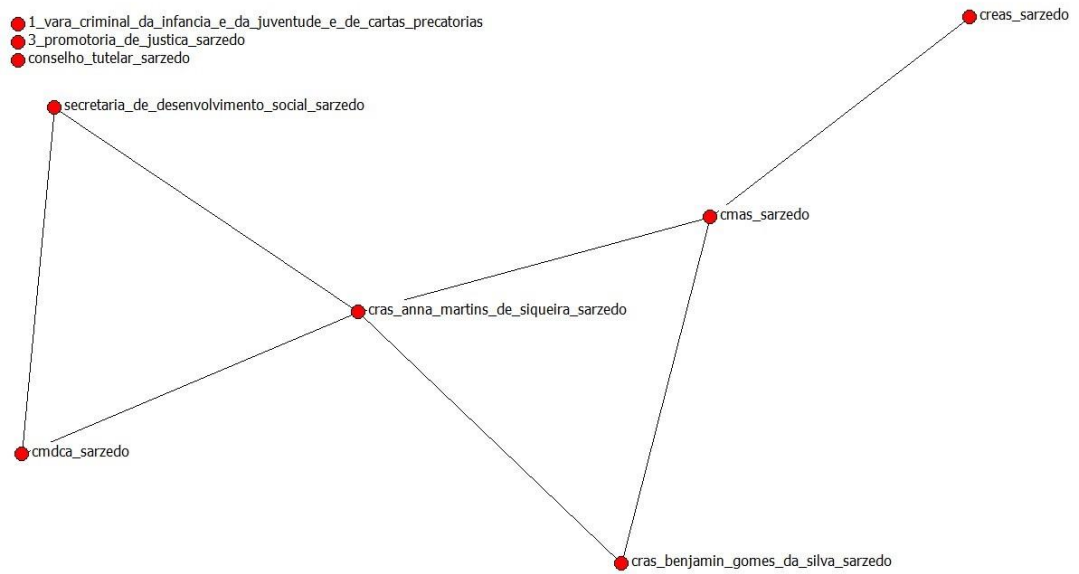 creas_sarzedo
1_vara_criminal_da_infancia_e_da_juventude_e_de_cartas_precatorias
3_promotoria_de_justica_sarzedo
conselho_tutelar_sarzedo
secretaria_de_desenvolvimento_social_sarzedo
cmas_sarzedo
cras_anna_martins_de_siqueira_sarzedo
cmdca_sarzedo
cras_benjamin_gomes_da_silva_sarzedo